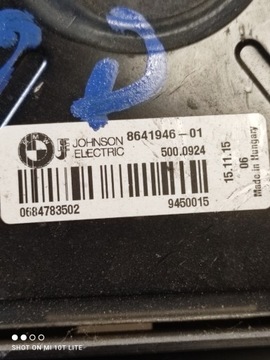 BMW
JOHNSON
ELECTRIC
8641946-01
500.0924
0684783502
9450015
15.11.15
06
Made in Hungary
SHOT ON MI 10T LITE